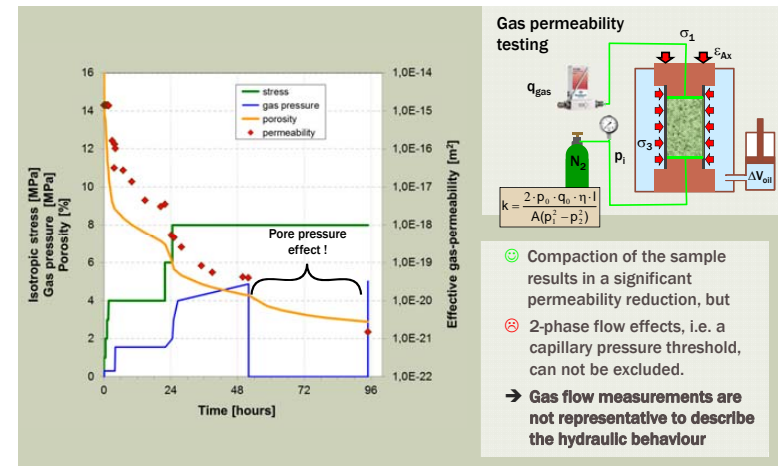 Gas permeability
testing
σ1
εAx
qgas
σ3
N2
pi
ΔVoil
k = 2·p0·q0·η·l / A(p1² − p2²)
16
14
12
10
8
6
4
2
0
1,0E-14
1,0E-15
1,0E-16
1,0E-17
1,0E-18
1,0E-19
1,0E-20
1,0E-21
1,0E-22
stress
gas pressure
porosity
permeability
Pore pressure
effect !
Isotropic stress [MPa]
Gas pressure [MPa]
Porosity [%]
Effective gas-permeability [m²]
0 24 48 72 96
Time [hours]
Compaction of the sample
results in a significant
permeability reduction, but
2-phase flow effects, i.e. a
capillary pressure threshold,
can not be excluded.
➔ Gas flow measurements are
not representative to describe
the hydraulic behaviour